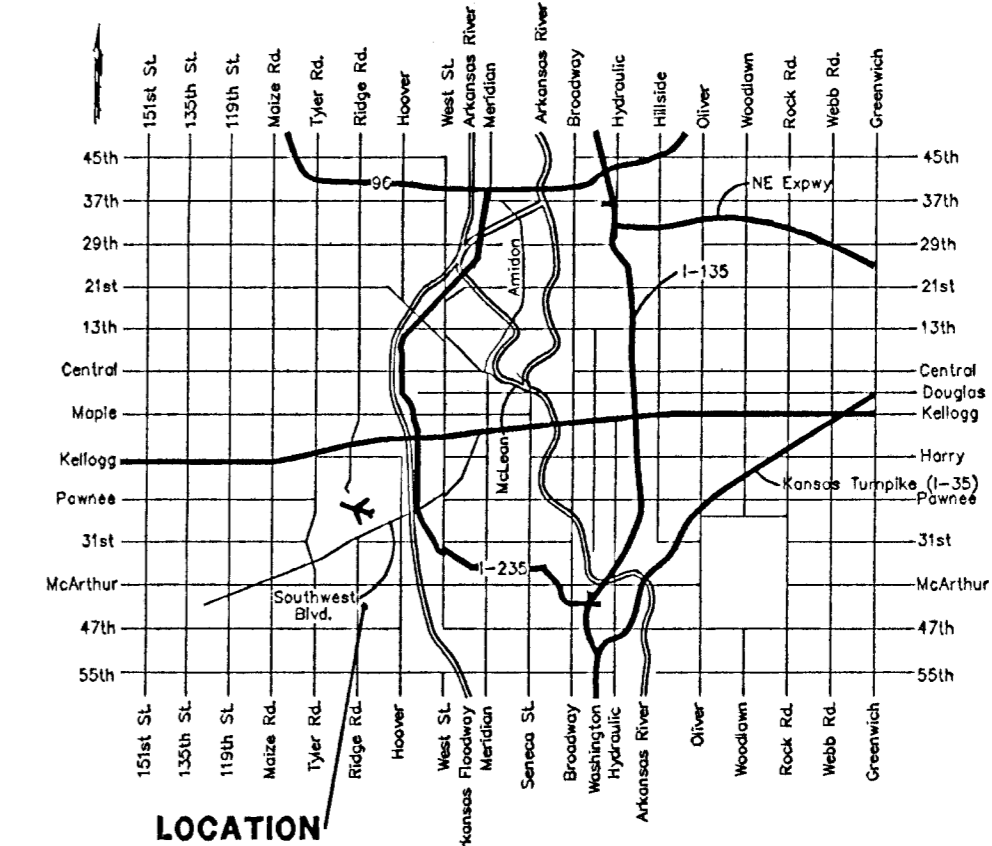 151st St.
135th St.
119th St.
Maize Rd.
Tyler Rd.
Ridge Rd.
Hoover
West St.
Arkansas River
Meridian
Arkansas River
Broadway
Hydraulic
Hillside
Oliver
Woodlawn
Rock Rd.
Webb Rd.
Greenwich
45th
45th
96
NE Expwy
37th
37th
29th
29th
Amidon
I-135
21st
21st
13th
13th
Central
Central
Douglas
Maple
Kellogg
McLean
Kellogg
Harry
Kansas Turnpike (I-35)
Pawnee
Pawnee
31st
31st
I-235
McArthur
McArthur
Southwest
Blvd.
47th
47th
55th
55th
151st St.
135th St.
119th St.
Maize Rd.
Tyler Rd.
Ridge Rd.
Hoover
West St.
kansas Floodway
Meridian
Seneca St.
Broadway
Washington
Hydraulic
Arkansas River
Oliver
Woodlawn
Rock Rd.
Webb Rd.
Greenwich
LOCATION